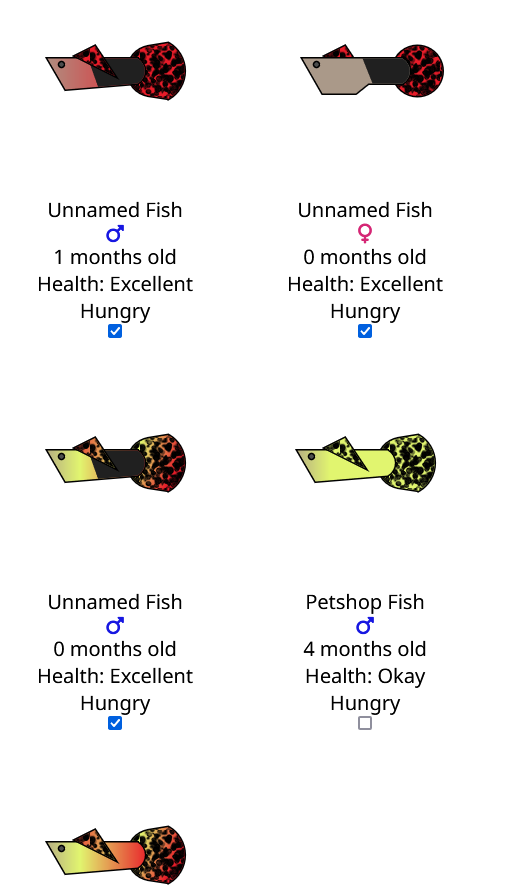 Unnamed Fish
♂
1 months old
Health: Excellent
Hungry
Unnamed Fish
♀
0 months old
Health: Excellent
Hungry
Unnamed Fish
♂
0 months old
Health: Excellent
Hungry
Petshop Fish
♂
4 months old
Health: Okay
Hungry